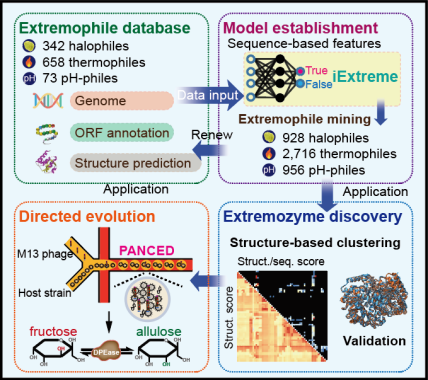 Extremophile database
342 halophiles
658 thermophiles
pH 73 pH-philes
Genome
ORF annotation
Structure prediction
Data input
Renew
Model establishment
Sequence-based features
True
False
iExtreme
Extremophile mining
928 halophiles
2,716 thermophiles
pH 956 pH-philes
Application
Application
Directed evolution
M13 phage
PANCED
Host strain
fructose
allulose
OH
DPEase
OH
Extremozyme discovery
Structure-based clustering
Struct./seq. score
Struct. score
Validation